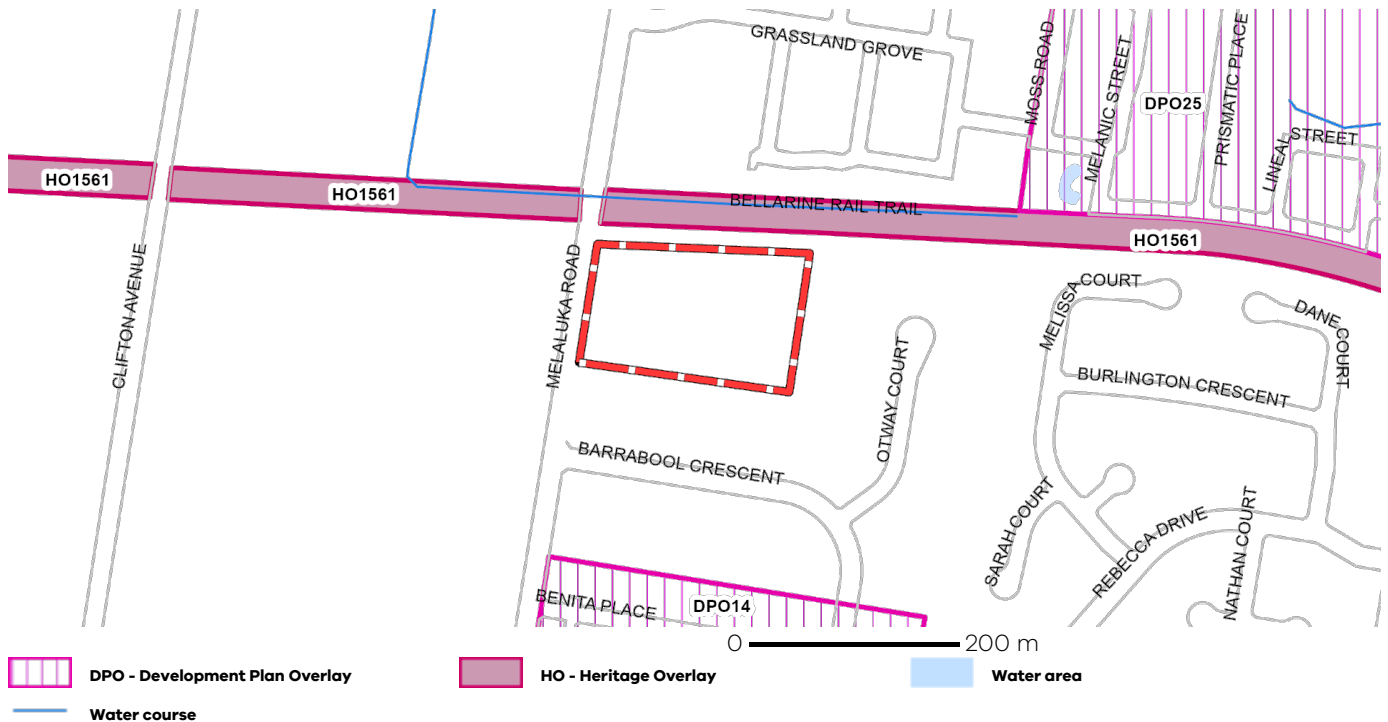 GRASSLAND GROVE
MOSS ROAD
MELANIC STREET
DPO25
PRISMATIC PLACE
LINEAL
STREET
HO1561
HO1561
BELLARINE RAIL TRAIL
HO1561
CLIFTON AVENUE
MELALUKA ROAD
MELISSA COURT
DANE COURT
BURLINGTON CRESCENT
OTWAY COURT
BARRABOOL CRESCENT
SARAH COURT
REBECCA DRIVE
NATHAN COURT
BENITA PLACE
DPO14
0 200 m
DPO - Development Plan Overlay
HO - Heritage Overlay
Water area
Water course